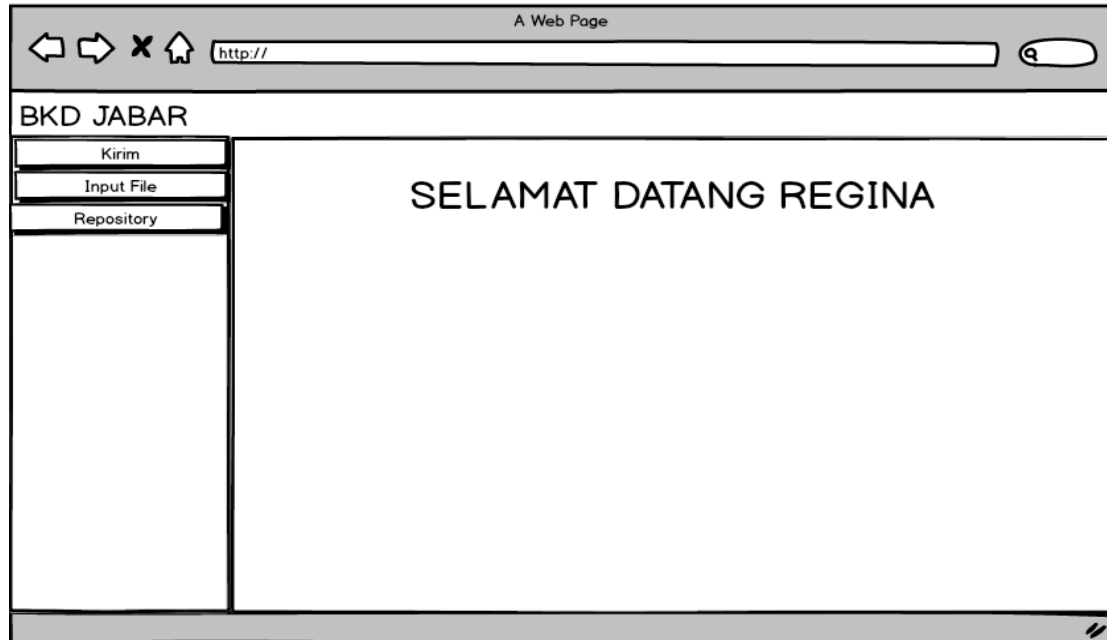 A Web Page
http://
BKD JABAR
Kirim
Input File
Repository
SELAMAT DATANG REGINA